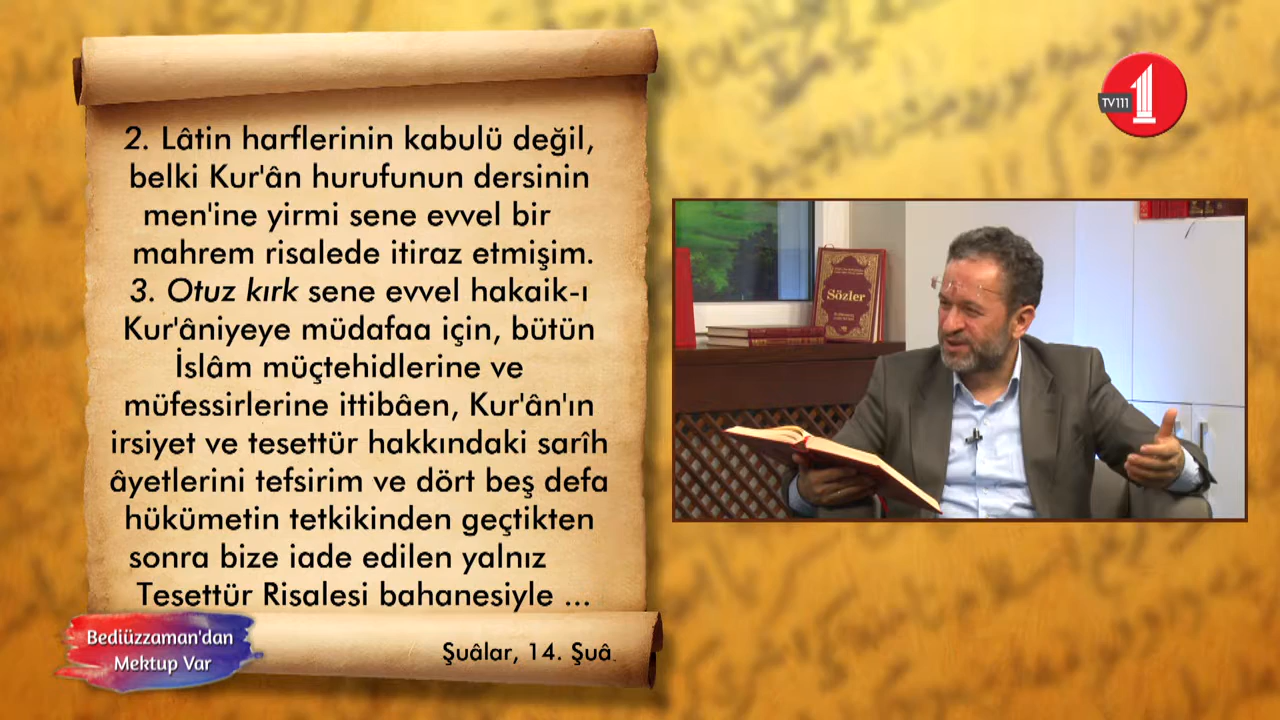 2. Lâtin harflerinin kabulü değil,
belki Kur'ân hurufunun dersinin
men'ine yirmi sene evvel bir
mahrem risalede itiraz etmişim.
3. Otuz kırk sene evvel hakaik-ı
Kur'âniyeye müdafaa için, bütün
İslâm müçtehidlerine ve
müfessirlerine ittibâen, Kur'ân'ın
irsiyet ve tesettür hakkındaki sarîh
âyetlerini tefsirim ve dört beş defa
hükümetin tetkikinden geçtikten
sonra bize iade edilen yalnız
Tesettür Risalesi bahanesiyle ...
Şuâlar, 14. Şuâ
Bediüzzaman'dan
Mektup Var
TV111
1
Sözler